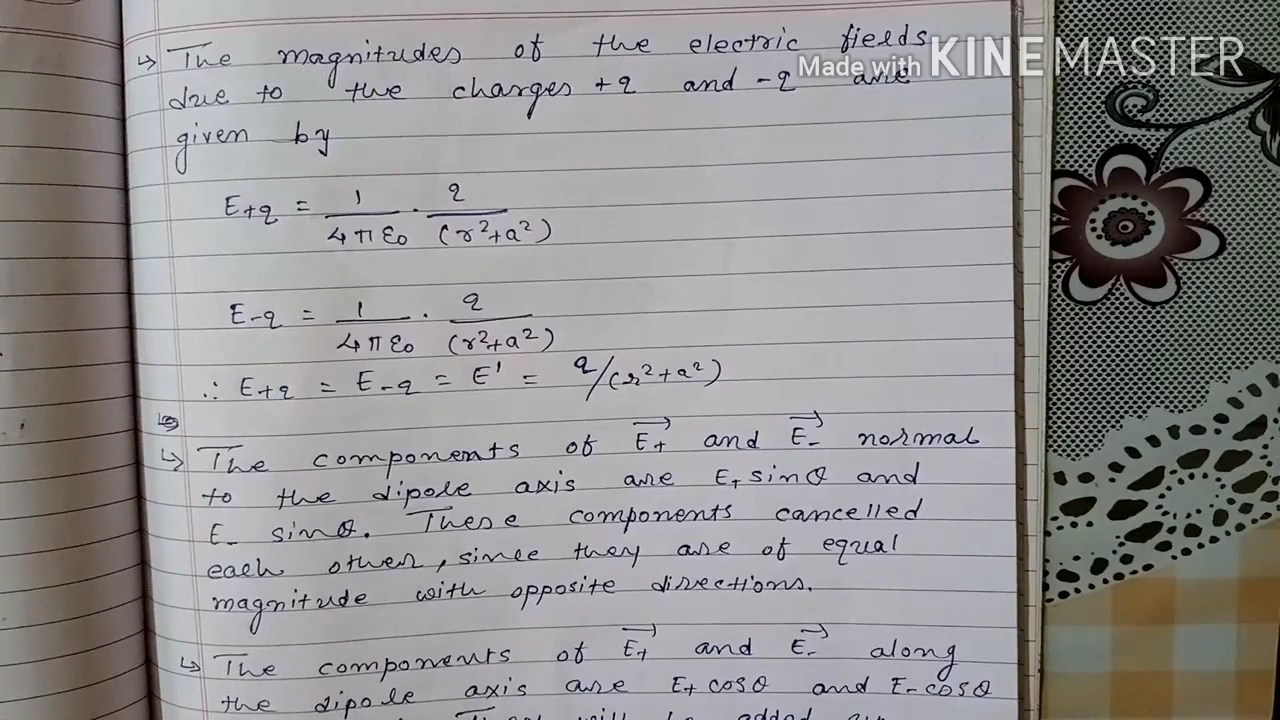 Made with KINEMASTER
↳ The magnitudes of the electric fields
due to the charges +q and -q are
given by
E+q = 1/4πε₀ · q/(r²+a²)
E-q = 1/4πε₀ · q/(r²+a²)
∴ E+q = E-q = E' = q/(r²+a²)
↳ The components of E₊⃗ and E₋⃗ normal
to the dipole axis are E₊ sinθ and
E₋ sinθ. These components cancelled
each other, since they are of equal
magnitude with opposite directions.
↳ The components of E₊⃗ and E₋⃗ along
the dipole axis are E₊ cosθ and E₋ cosθ